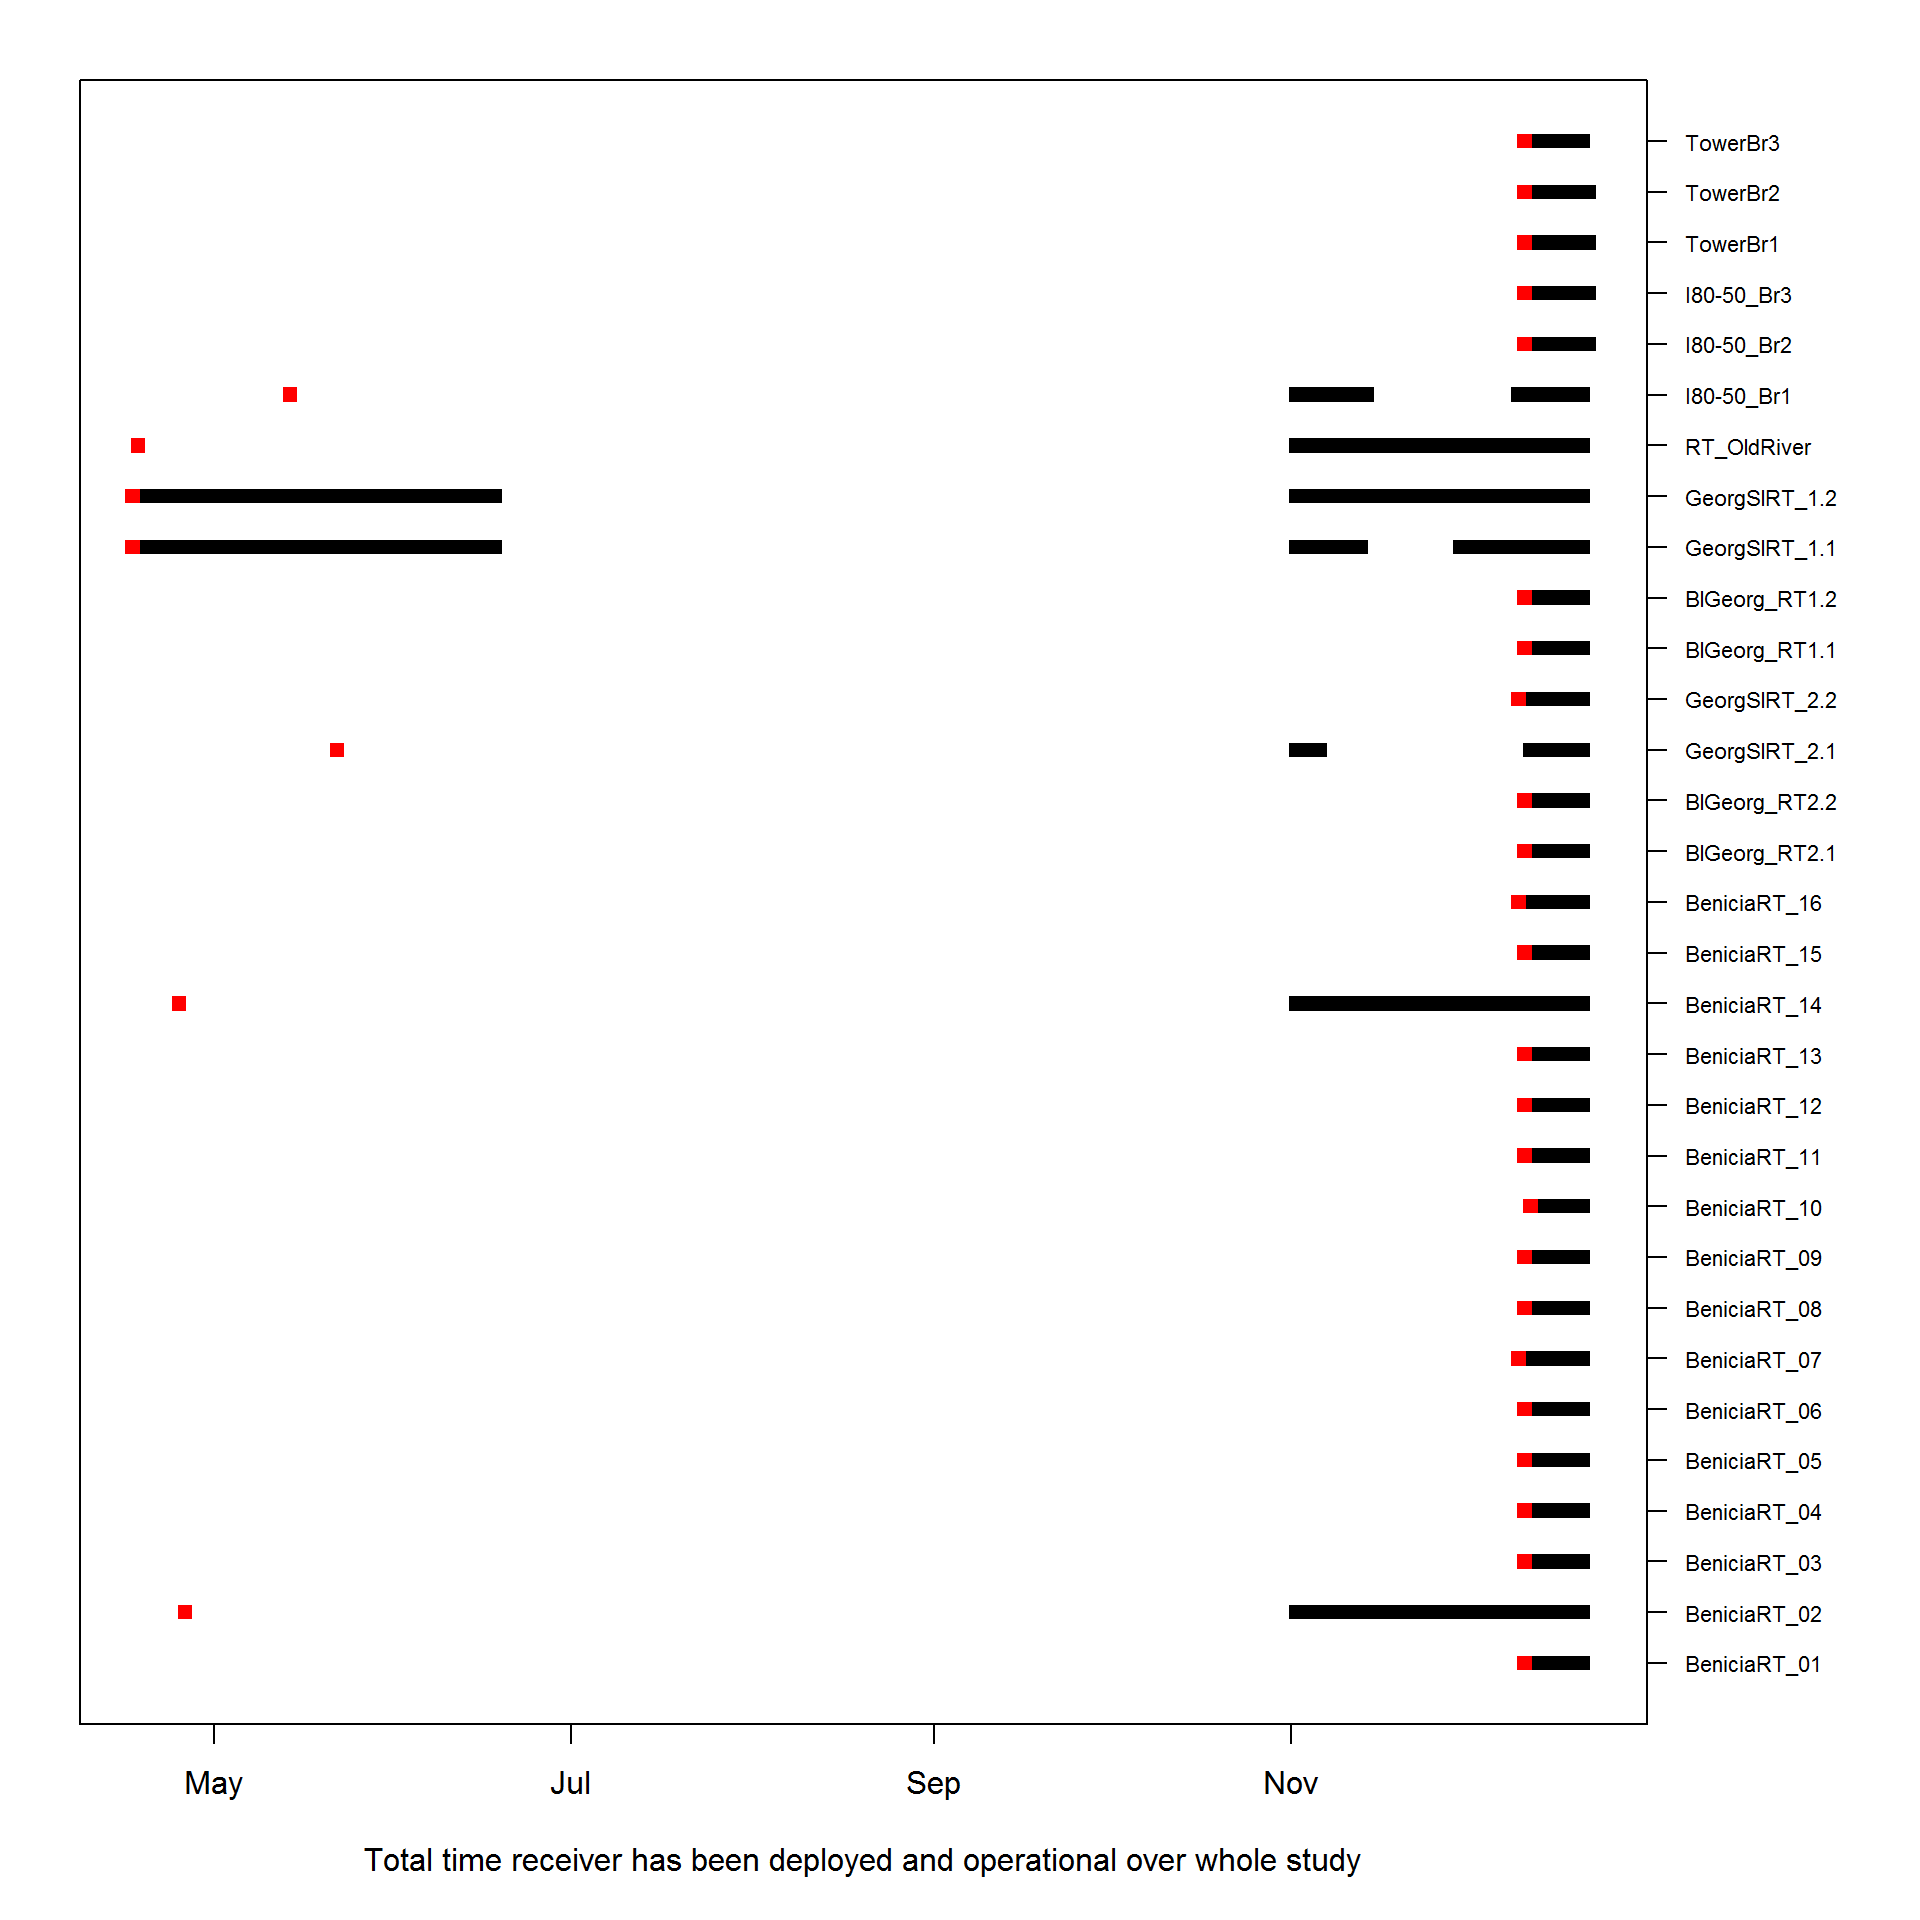 TowerBr3
TowerBr2
TowerBr1
I80-50_Br3
I80-50_Br2
I80-50_Br1
RT_OldRiver
GeorgSlRT_1.2
GeorgSlRT_1.1
BlGeorg_RT1.2
BlGeorg_RT1.1
GeorgSlRT_2.2
GeorgSlRT_2.1
BlGeorg_RT2.2
BlGeorg_RT2.1
BeniciaRT_16
BeniciaRT_15
BeniciaRT_14
BeniciaRT_13
BeniciaRT_12
BeniciaRT_11
BeniciaRT_10
BeniciaRT_09
BeniciaRT_08
BeniciaRT_07
BeniciaRT_06
BeniciaRT_05
BeniciaRT_04
BeniciaRT_03
BeniciaRT_02
BeniciaRT_01
May Jul Sep Nov
Total time receiver has been deployed and operational over whole study